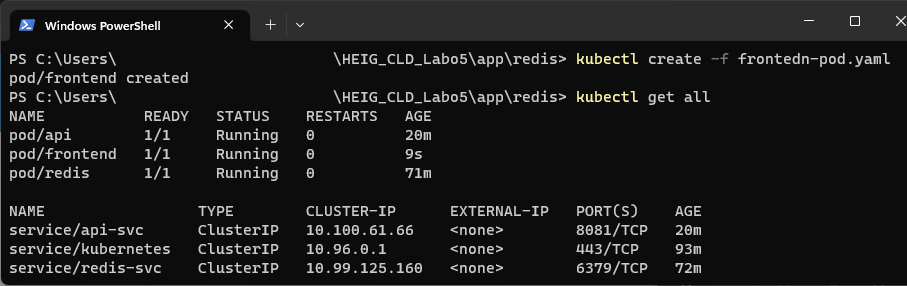 Windows PowerShell
PS C:\Users\ \HEIG_CLD_Labo5\app\redis> kubectl create -f frontedn-pod.yaml
pod/frontend created
PS C:\Users\ \HEIG_CLD_Labo5\app\redis> kubectl get all
NAME READY STATUS RESTARTS AGE
pod/api 1/1 Running 0 20m
pod/frontend 1/1 Running 0 9s
pod/redis 1/1 Running 0 71m
NAME TYPE CLUSTER-IP EXTERNAL-IP PORT(S) AGE
service/api-svc ClusterIP 10.100.61.66 <none> 8081/TCP 20m
service/kubernetes ClusterIP 10.96.0.1 <none> 443/TCP 93m
service/redis-svc ClusterIP 10.99.125.160 <none> 6379/TCP 72m